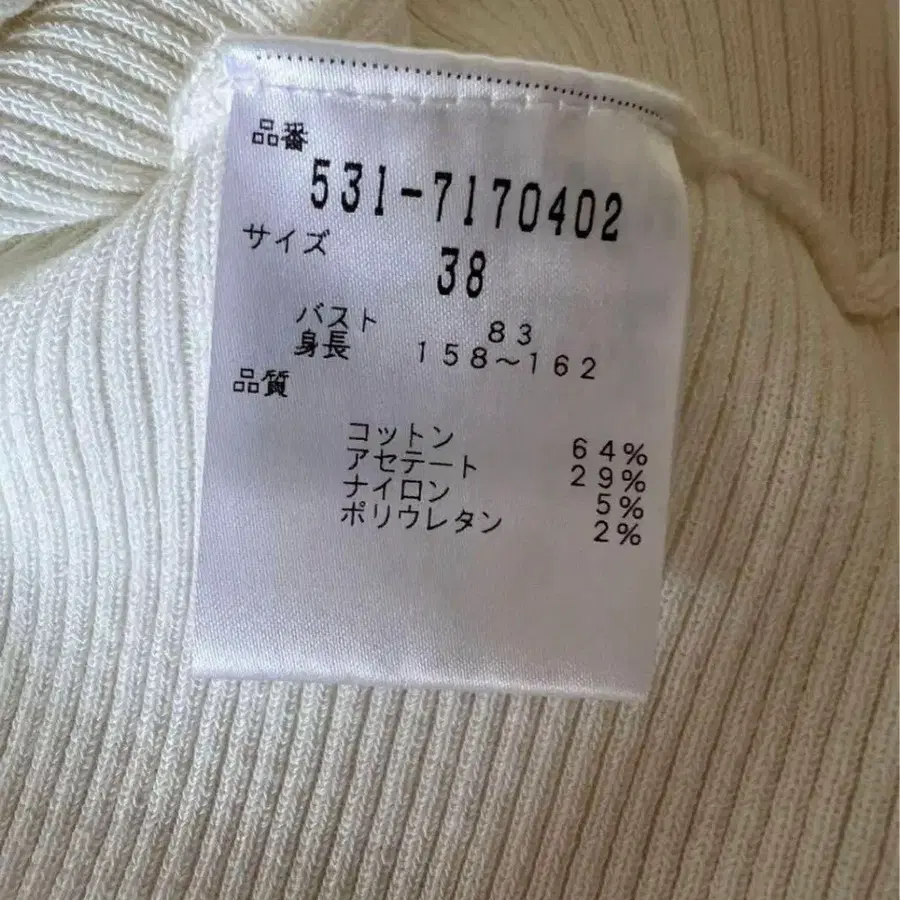 品番
531-7170402
サイズ
38
バスト 83
身長 158~162
品質
コットン 64%
アセテート 29%
ナイロン 5%
ポリウレタン 2%